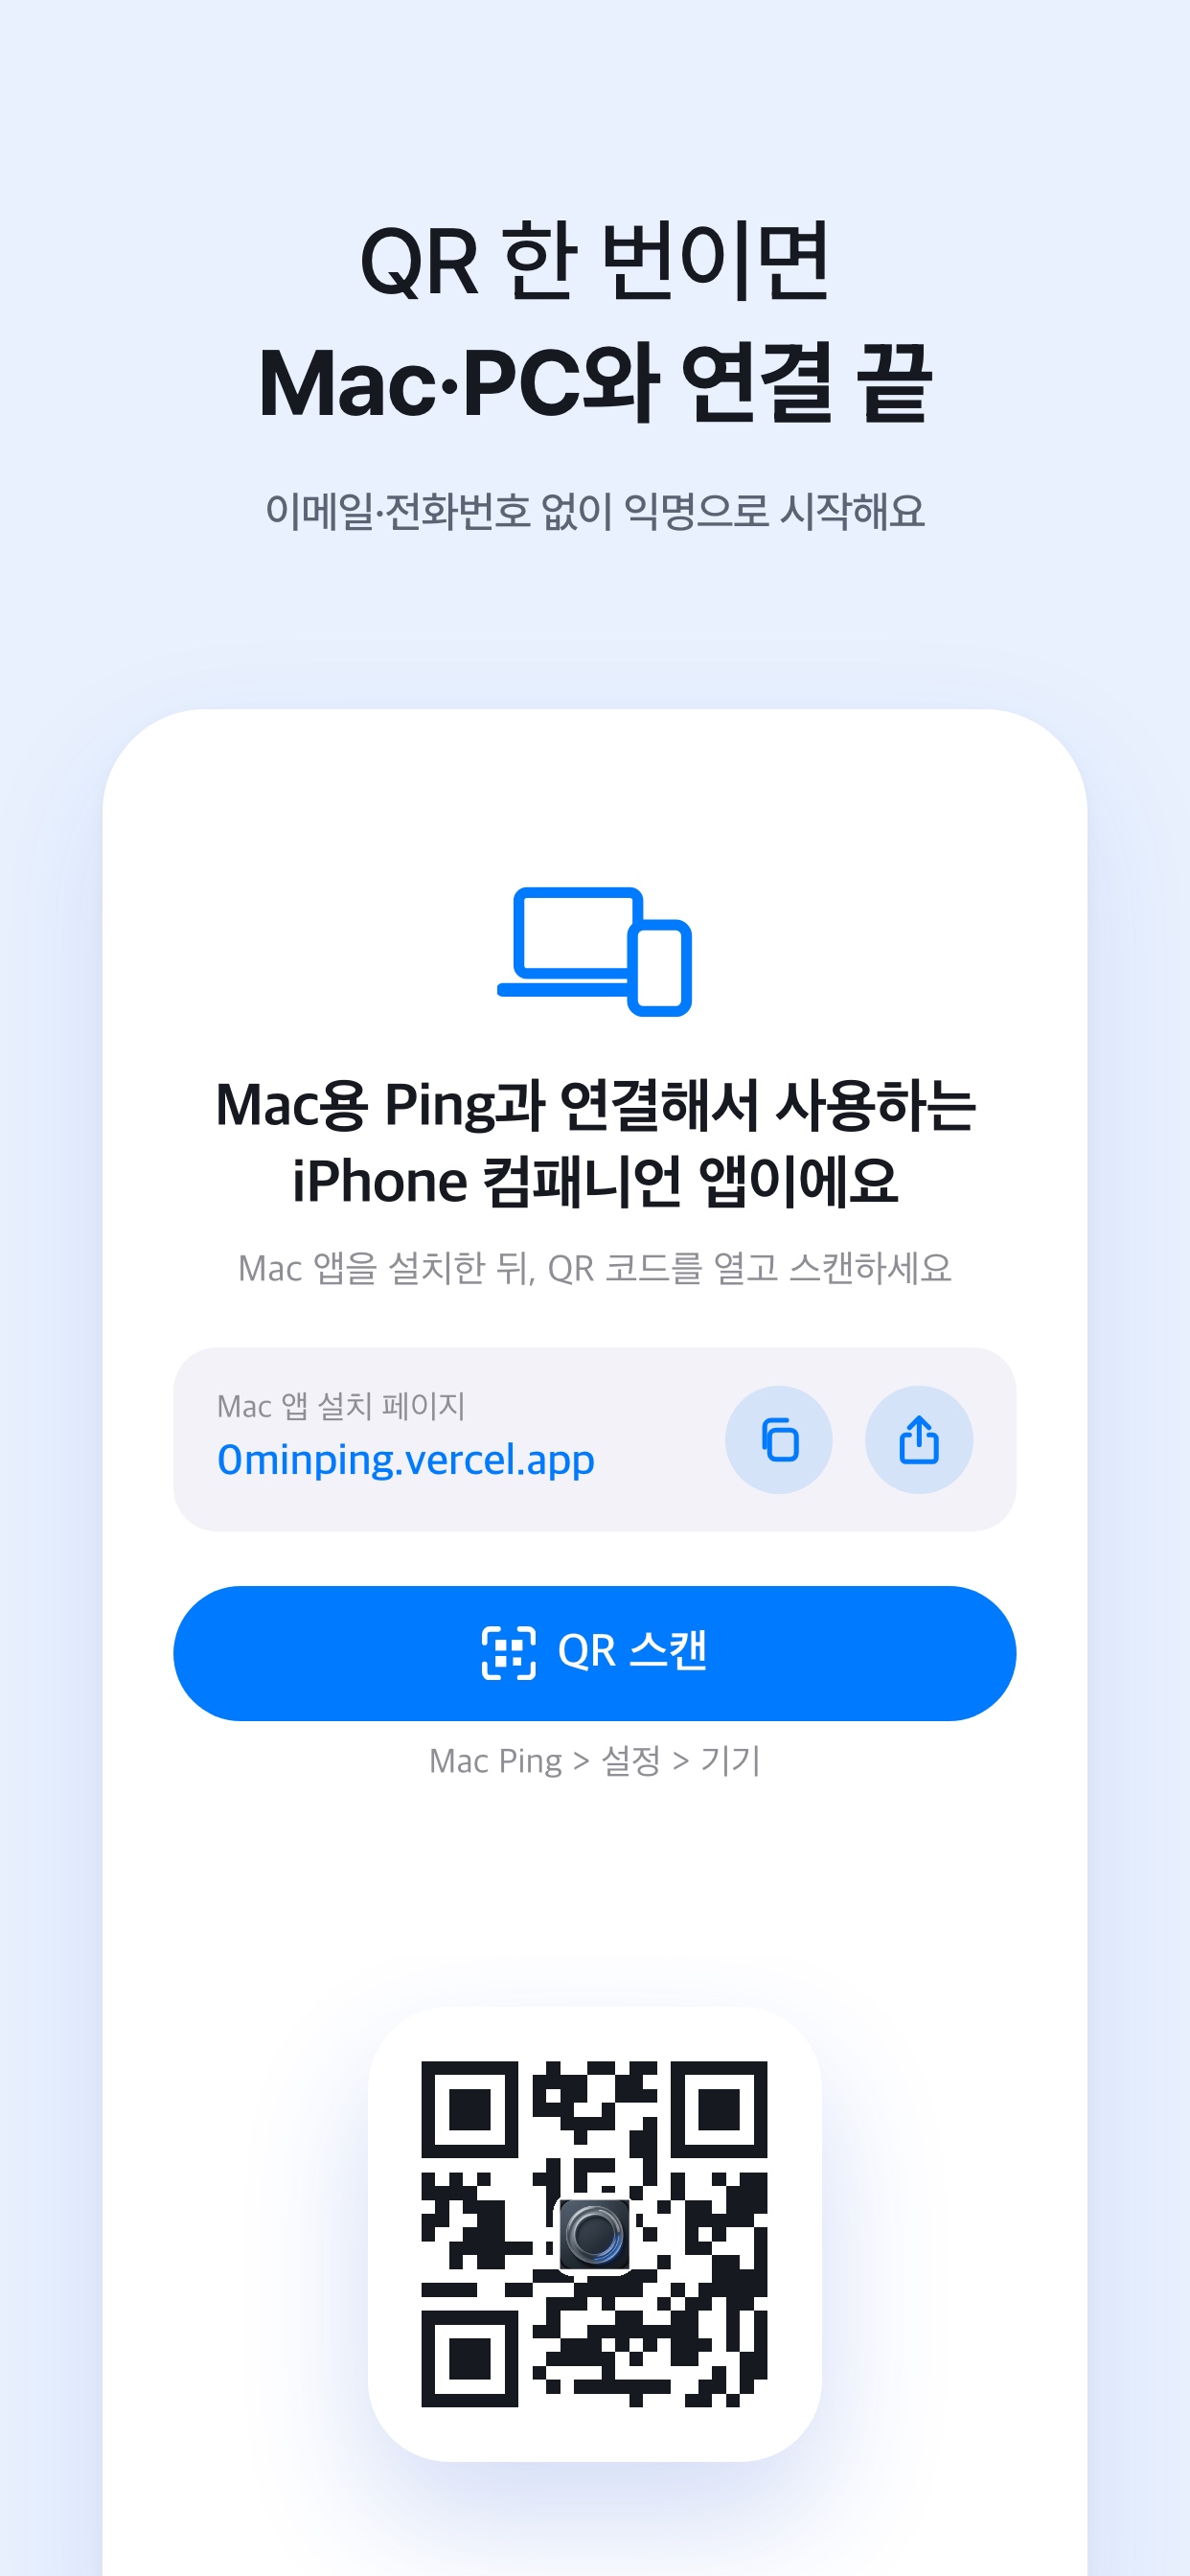 QR 한 번이면
Mac·PC와 연결 끝
이메일·전화번호 없이 익명으로 시작해요
Mac용 Ping과 연결해서 사용하는
iPhone 컴패니언 앱이에요
Mac 앱을 설치한 뒤, QR 코드를 열고 스캔하세요
Mac 앱 설치 페이지
0minping.vercel.app
QR 스캔
Mac Ping > 설정 > 기기